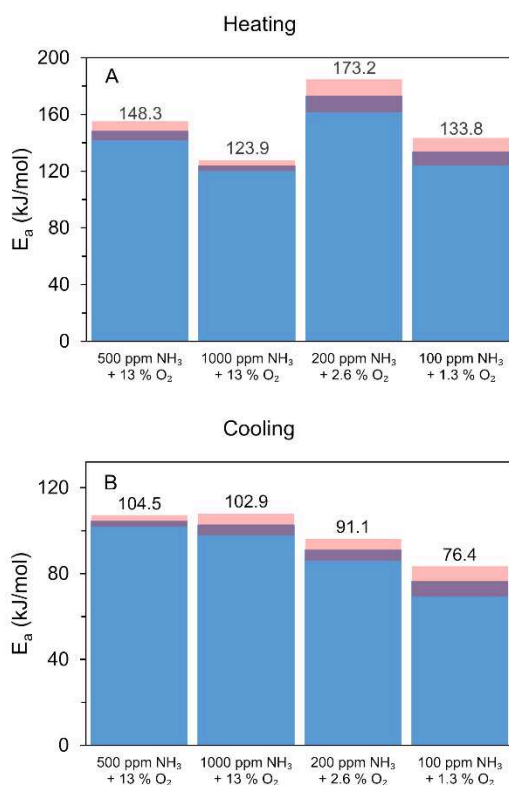 Heating
A
200
160
120
80
40
0
Eₐ (kJ/mol)
148.3
123.9
173.2
133.8
500 ppm NH₃
+ 13 % O₂
1000 ppm NH₃
+ 13 % O₂
200 ppm NH₃
+ 2.6 % O₂
100 ppm NH₃
+ 1.3 % O₂
Cooling
B
120
80
40
0
Eₐ (kJ/mol)
104.5
102.9
91.1
76.4
500 ppm NH₃
+ 13 % O₂
1000 ppm NH₃
+ 13 % O₂
200 ppm NH₃
+ 2.6 % O₂
100 ppm NH₃
+ 1.3 % O₂